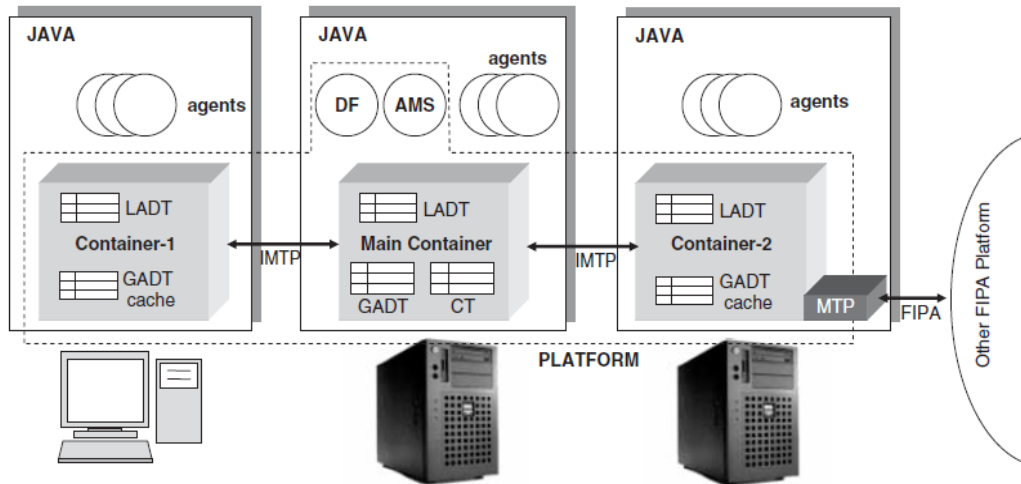 JAVA
agents
LADT
Container-1
GADT
cache
IMTP
JAVA
agents
DF
AMS
LADT
Main Container
GADT
CT
IMTP
JAVA
agents
LADT
Container-2
GADT
cache
MTP
FIPA
Other FIPA Platform
PLATFORM